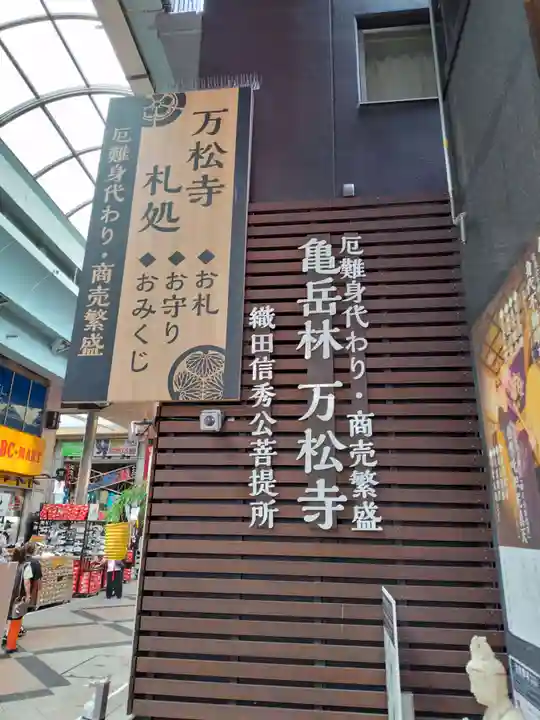 万松寺
札処
◆お札
◆お守り
◆おみくじ
厄難身代わり・商売繁盛
厄難身代わり・商売繁盛
亀岳林 万松寺
織田信秀公菩提所
ABC-MART